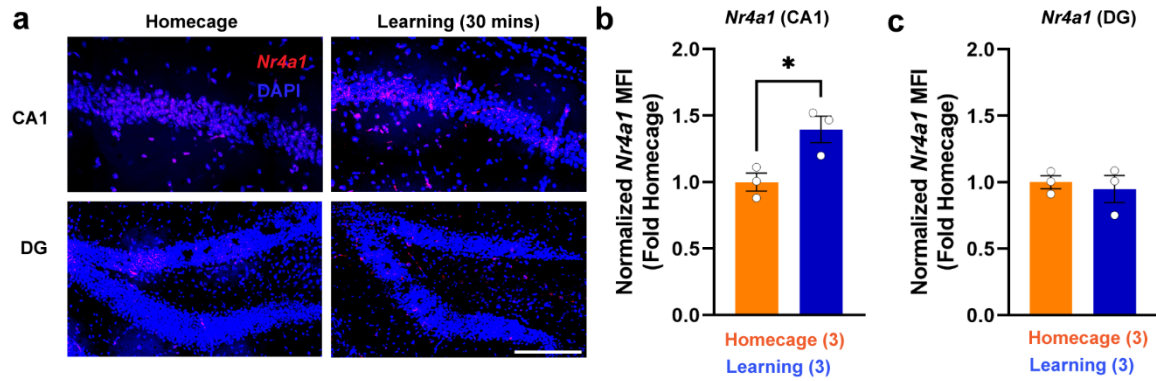 a
Homecage
Learning (30 mins)
Nr4a1
DAPI
CA1
DG
b
Nr4a1 (CA1)
Normalized Nr4a1 MFI
(Fold Homecage)
2.0
1.5
1.0
0.5
0.0
*
Homecage (3)
Learning (3)
c
Nr4a1 (DG)
Normalized Nr4a1 MFI
(Fold Homecage)
2.0
1.5
1.0
0.5
0.0
Homecage (3)
Learning (3)